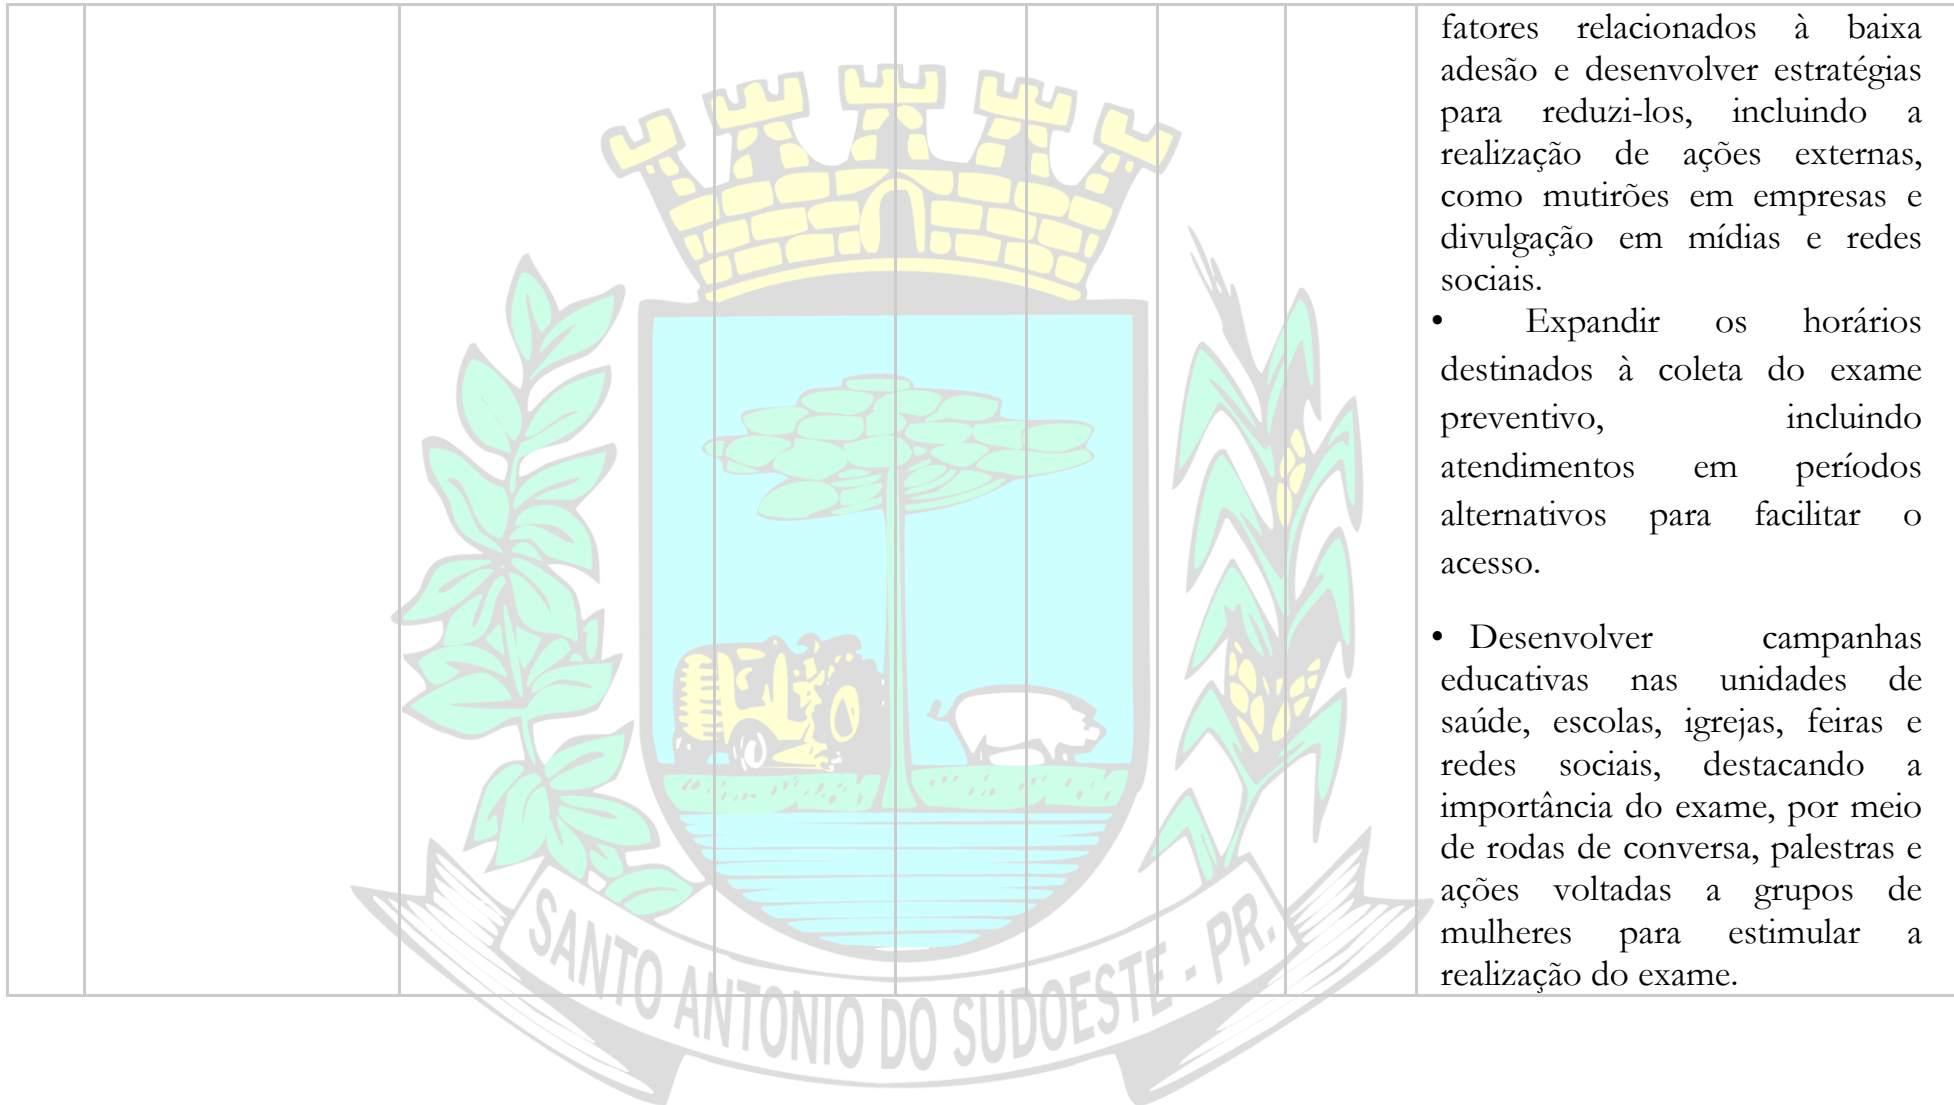 fatores relacionados à baixa
adesão e desenvolver estratégias
para reduzi-los, incluindo a
realização de ações externas,
como mutirões em empresas e
divulgação em mídias e redes
sociais.
• Expandir os horários
destinados à coleta do exame
preventivo, incluindo
atendimentos em períodos
alternativos para facilitar o
acesso.
• Desenvolver campanhas
educativas nas unidades de
saúde, escolas, igrejas, feiras e
redes sociais, destacando a
importância do exame, por meio
de rodas de conversa, palestras e
ações voltadas a grupos de
mulheres para estimular a
realização do exame.
SANTO ANTONIO DO SUDOESTE - PR.